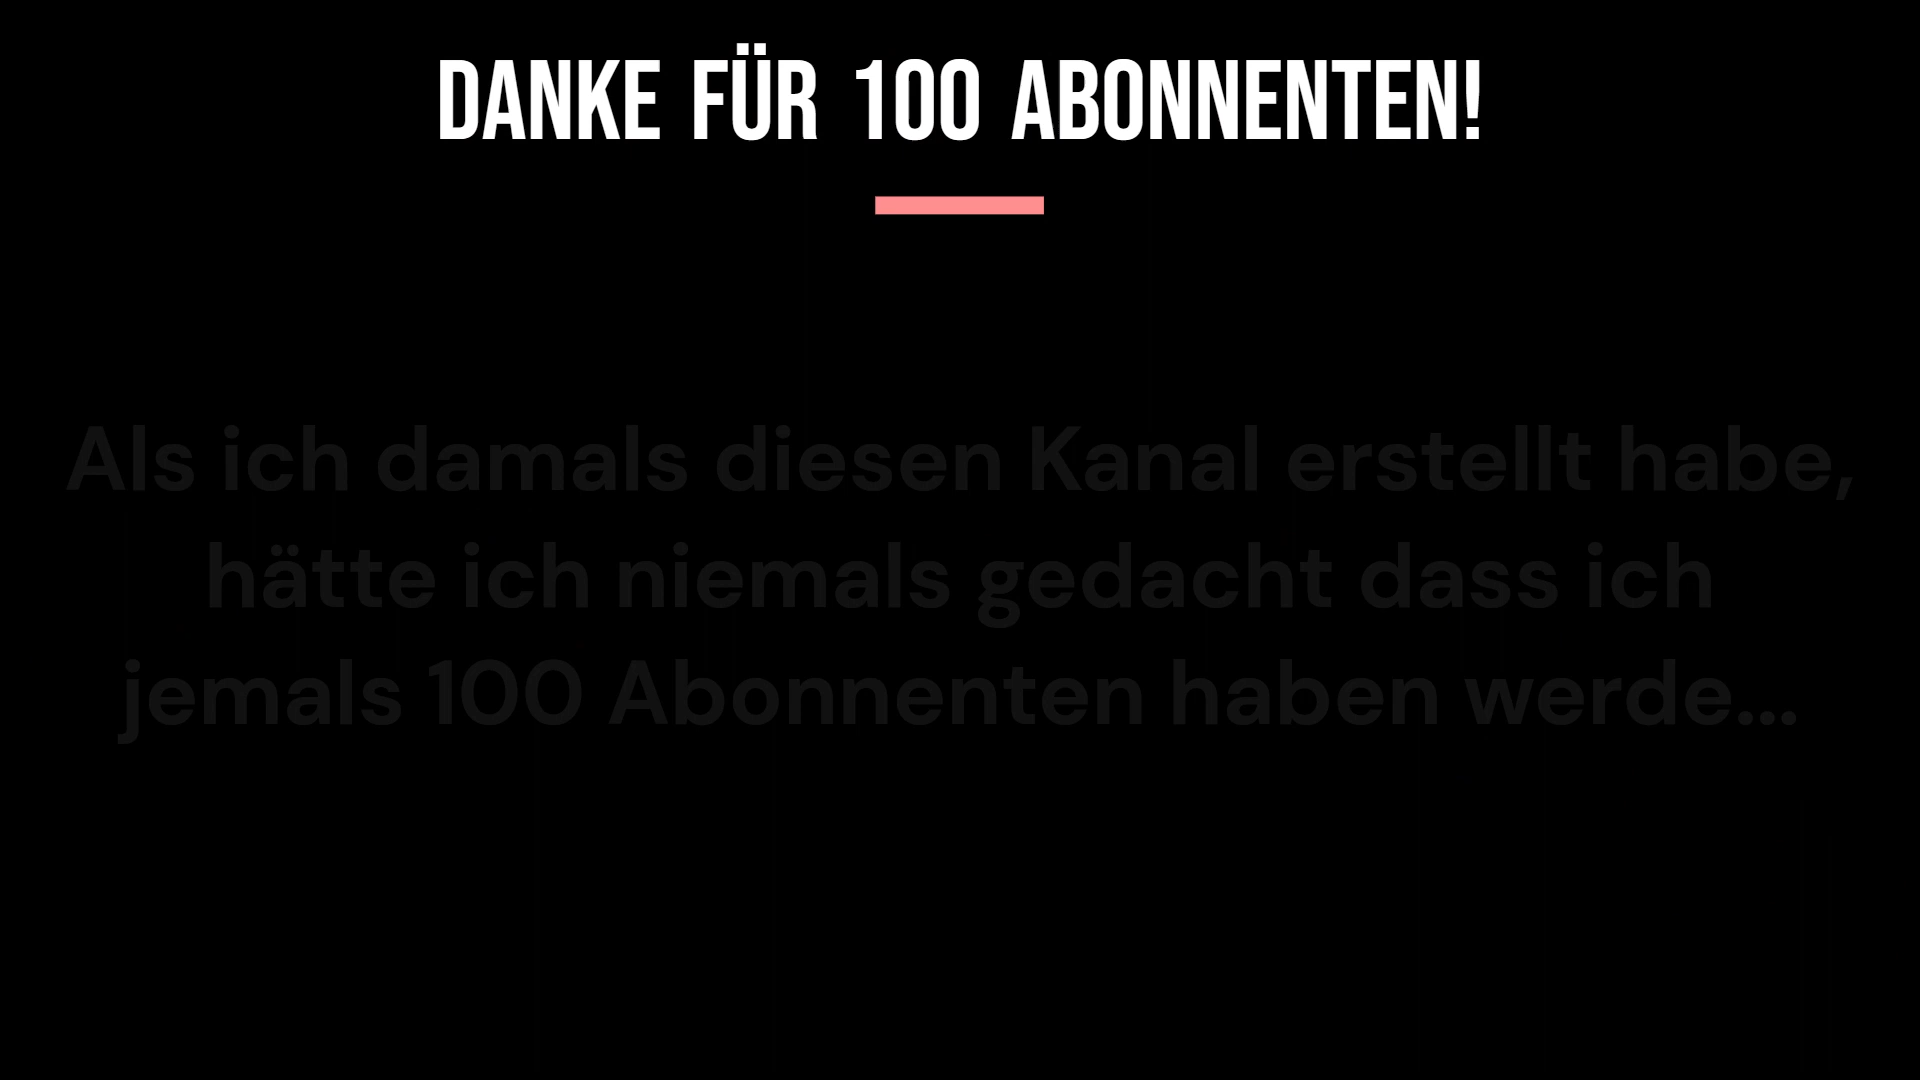 DANKE FÜR 100 ABONNENTEN!
Als ich damals diesen Kanal erstellt habe,
hätte ich niemals gedacht dass ich
jemals 100 Abonnenten haben werde...